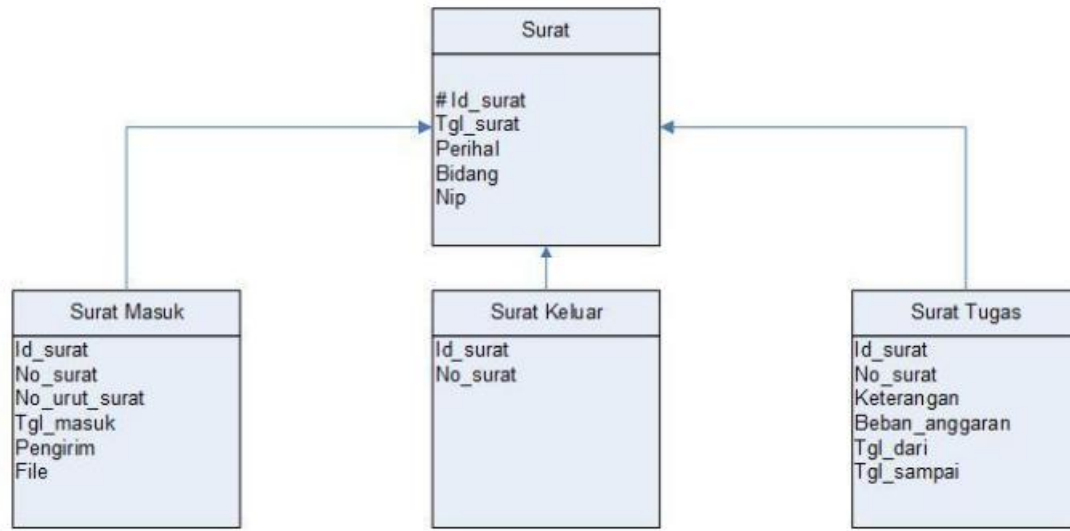 Surat
# Id_surat
Tgl_surat
Perihal
Bidang
Nip
Surat Masuk
Id_surat
No_surat
No_urut_surat
Tgl_masuk
Pengirim
File
Surat Keluar
Id_surat
No_surat
Surat Tugas
Id_surat
No_surat
Keterangan
Beban_anggaran
Tgl_dari
Tgl_sampai